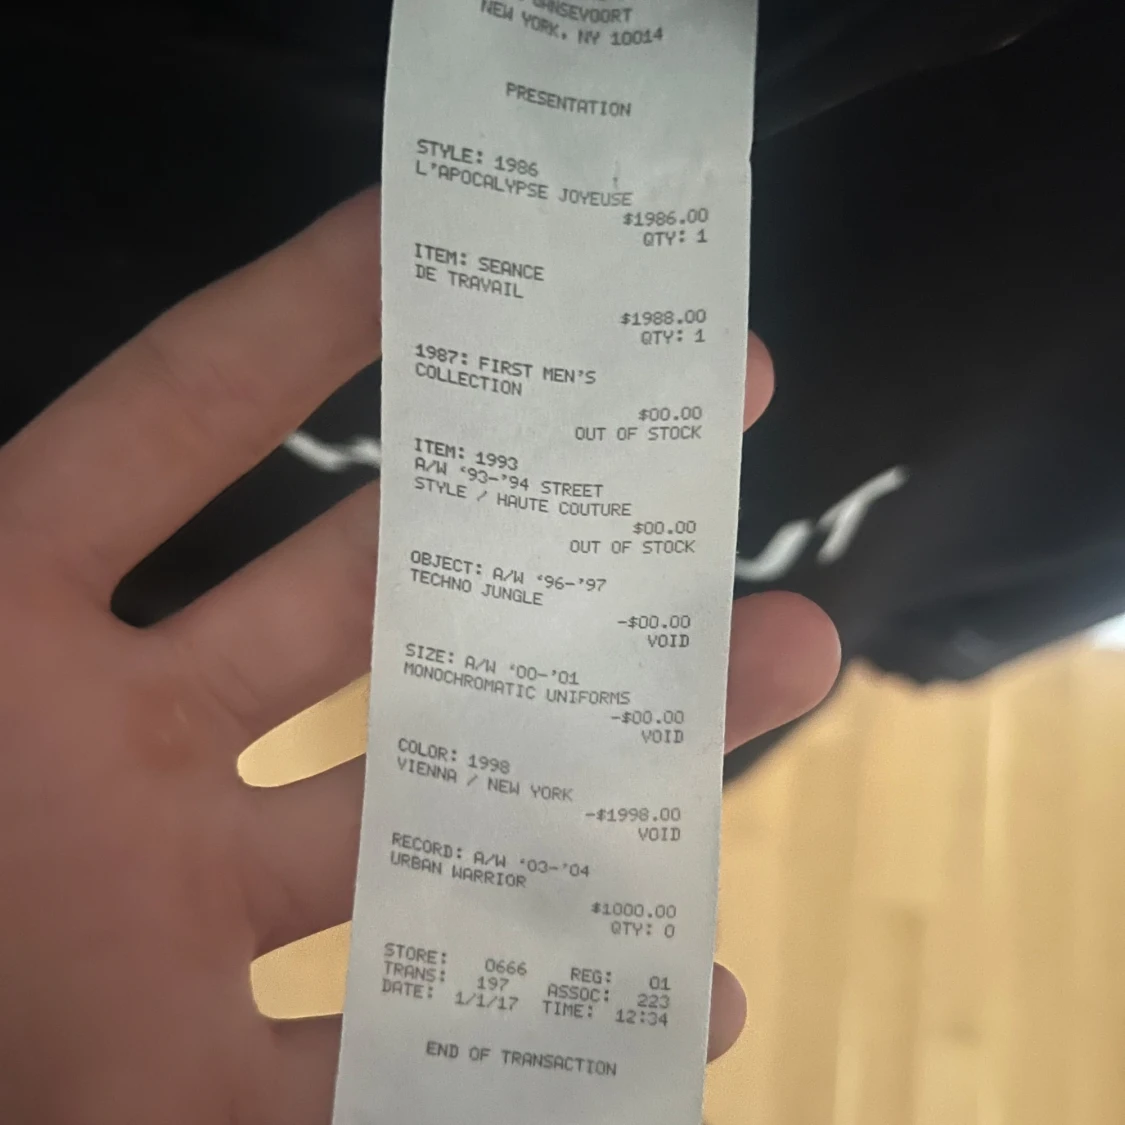 GANSEVOORT
NEW YORK, NY 10014
PRESENTATION
STYLE: 1986
L'APOCALYPSE JOYEUSE
$1986.00
QTY: 1
ITEM: SEANCE
DE TRAVAIL
$1988.00
QTY: 1
1987: FIRST MEN'S
COLLECTION
$00.00
OUT OF STOCK
ITEM: 1993
A/W ‘93-’94 STREET
STYLE / HAUTE COUTURE
$00.00
OUT OF STOCK
OBJECT: A/W ‘96-’97
TECHNO JUNGLE
-$00.00
VOID
SIZE: A/W ‘00-’01
MONOCHROMATIC UNIFORMS
-$00.00
VOID
COLOR: 1998
VIENNA / NEW YORK
-$1998.00
VOID
RECORD: A/W ‘03-’04
URBAN WARRIOR
$1000.00
QTY: 0
STORE: 0666 REG: 01
TRANS: 197 ASSOC: 223
DATE: 1/1/17 TIME: 12:34
END OF TRANSACTION